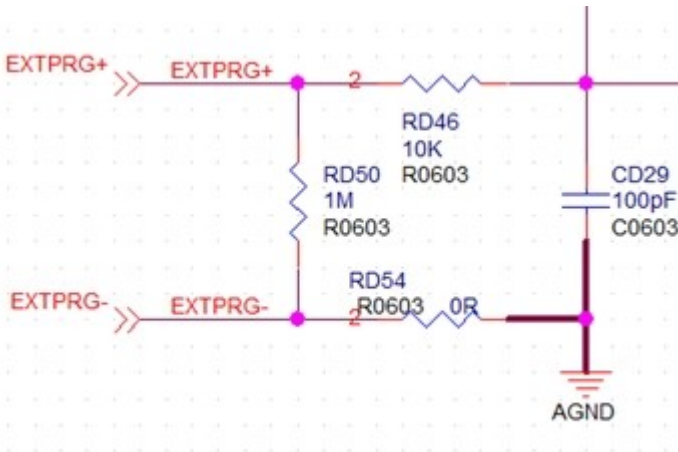 EXTPRG+
EXTPRG+
2
RD46
10K
R0603
RD50
1M
R0603
CD29
100pF
C0603
RD54
R0603 0R
EXTPRG-
EXTPRG-
2
AGND